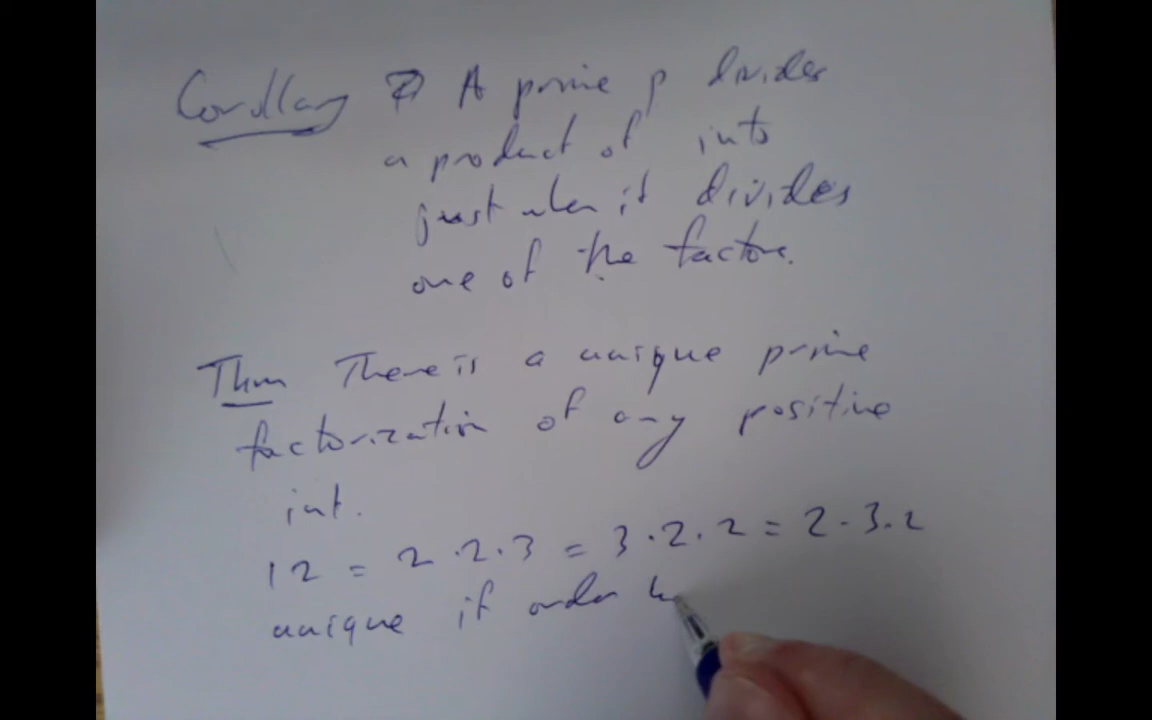 Corollary A prime p divides
a product of ints
just when it divides
one of the factors.
Thm There is a unique prime
factorization of any positive
int.
12 = 2 · 2 · 3 = 3 · 2 · 2 = 2 · 3 · 2
unique if order